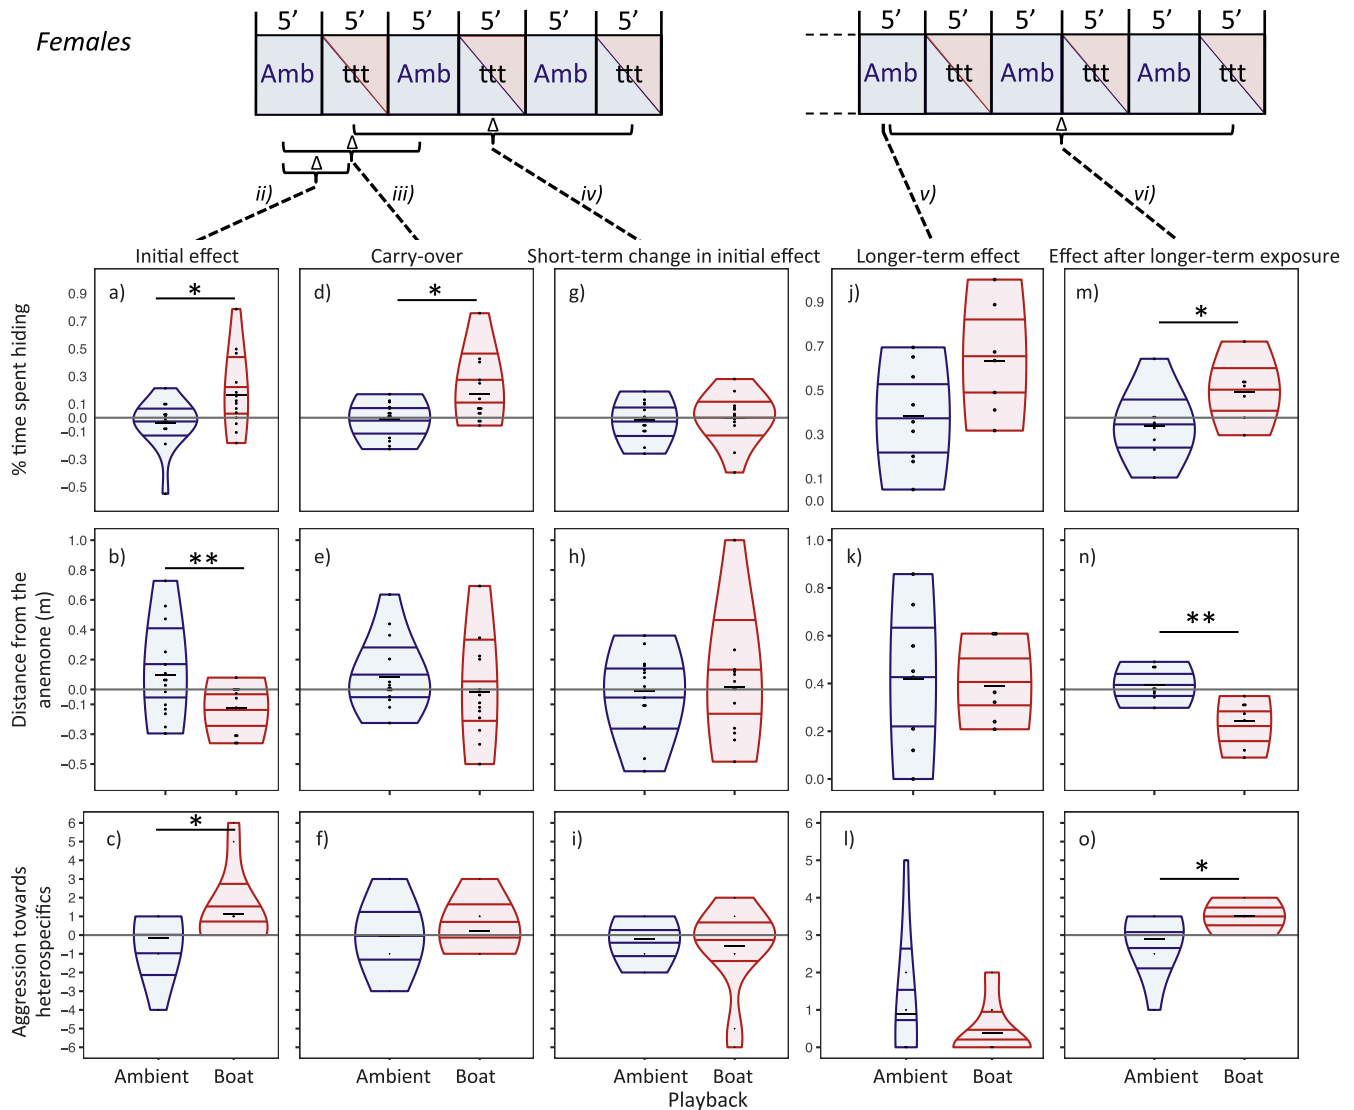 Females
5’ 5’ 5’ 5’ 5’ 5’
Amb ttt Amb ttt Amb ttt
5’ 5’ 5’ 5’ 5’ 5’
Amb ttt Amb ttt Amb ttt
Δ
Δ
Δ
Δ
ii) iii) iv) v) vi)
Initial effect
Carry-over
Short-term change in initial effect
Longer-term effect
Effect after longer-term exposure
% time spent hiding
a)
*
0.9
0.7
0.5
0.3
0.1
0.0
−0.1
−0.3
−0.5
d)
*
g)
j)
0.9
0.7
0.5
0.3
0.1
0.0
m)
*
Distance from the
anemone (m)
b)
**
1.0
0.8
0.6
0.4
0.2
0.0
−0.1
−0.3
−0.5
e)
h)
k)
1.0
0.8
0.6
0.4
0.2
0.0
n)
**
Aggression towards
heterospecifics
c)
*
6
5
4
3
2
1
0
−1
−2
−3
−4
−5
−6
f)
i)
l)
6
5
4
3
2
1
0
o)
*
Ambient Boat
Ambient Boat
Ambient Boat
Ambient Boat
Ambient Boat
Playback